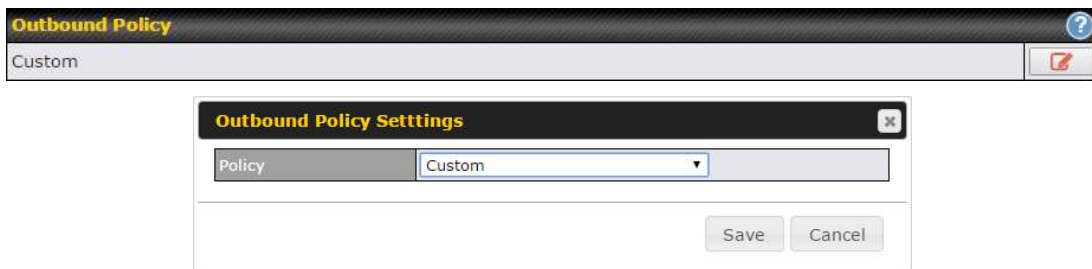 Outbound Policy ?
Custom
Outbound Policy Setttings
Policy Custom
Save Cancel